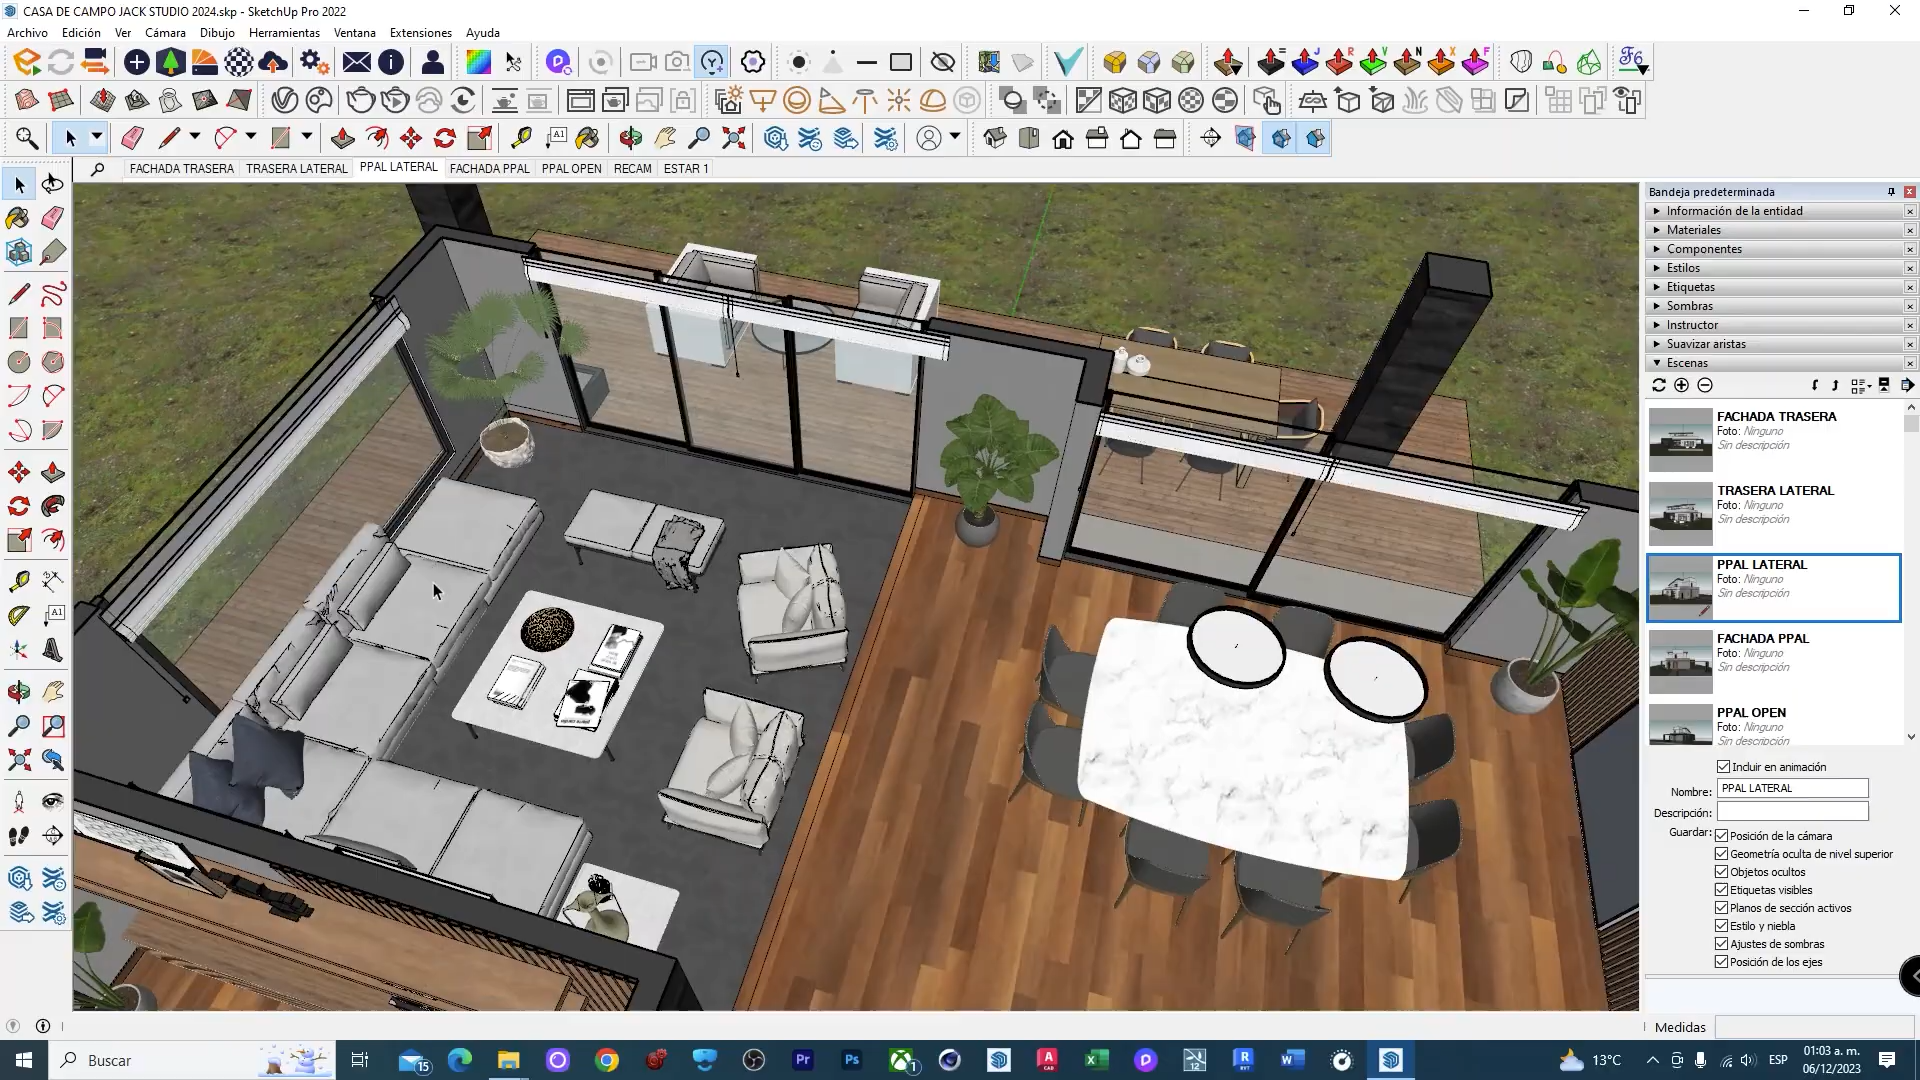 CASA DE CAMPO JACK STUDIO 2024.skp - SketchUp Pro 2022
Archivo Edición Ver Cámara Dibujo Herramientas Ventana Extensiones Ayuda
FACHADA TRASERA TRASERA LATERAL PPAL LATERAL FACHADA PPAL PPAL OPEN RECAM ESTAR 1
Bandeja predeterminada
Información de la entidad
Materiales
Componentes
Estilos
Etiquetas
Sombras
Instructor
Suavizar aristas
Escenas
FACHADA TRASERA
Foto: Ninguno
Sin descripción
TRASERA LATERAL
Foto: Ninguno
Sin descripción
PPAL LATERAL
Foto: Ninguno
Sin descripción
FACHADA PPAL
Foto: Ninguno
Sin descripción
PPAL OPEN
Foto: Ninguno
Sin descripción
Incluir en animación
Nombre: PPAL LATERAL
Descripción:
Guardar: Posición de la cámara
Geometría oculta de nivel superior
Objetos ocultos
Etiquetas visibles
Planos de sección activos
Estilo y niebla
Ajustes de sombras
Posición de los ejes
Medidas
Buscar
15
Pr
Ps
1
12
13°C
ESP
01:03 a. m.
06/12/2023